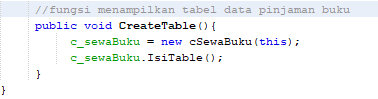 //fungsi menampilkan tabel data pinjaman buku
public void CreateTable(){
c_sewaBuku = new cSewaBuku(this);
c_sewaBuku.IsiTable();
}
}